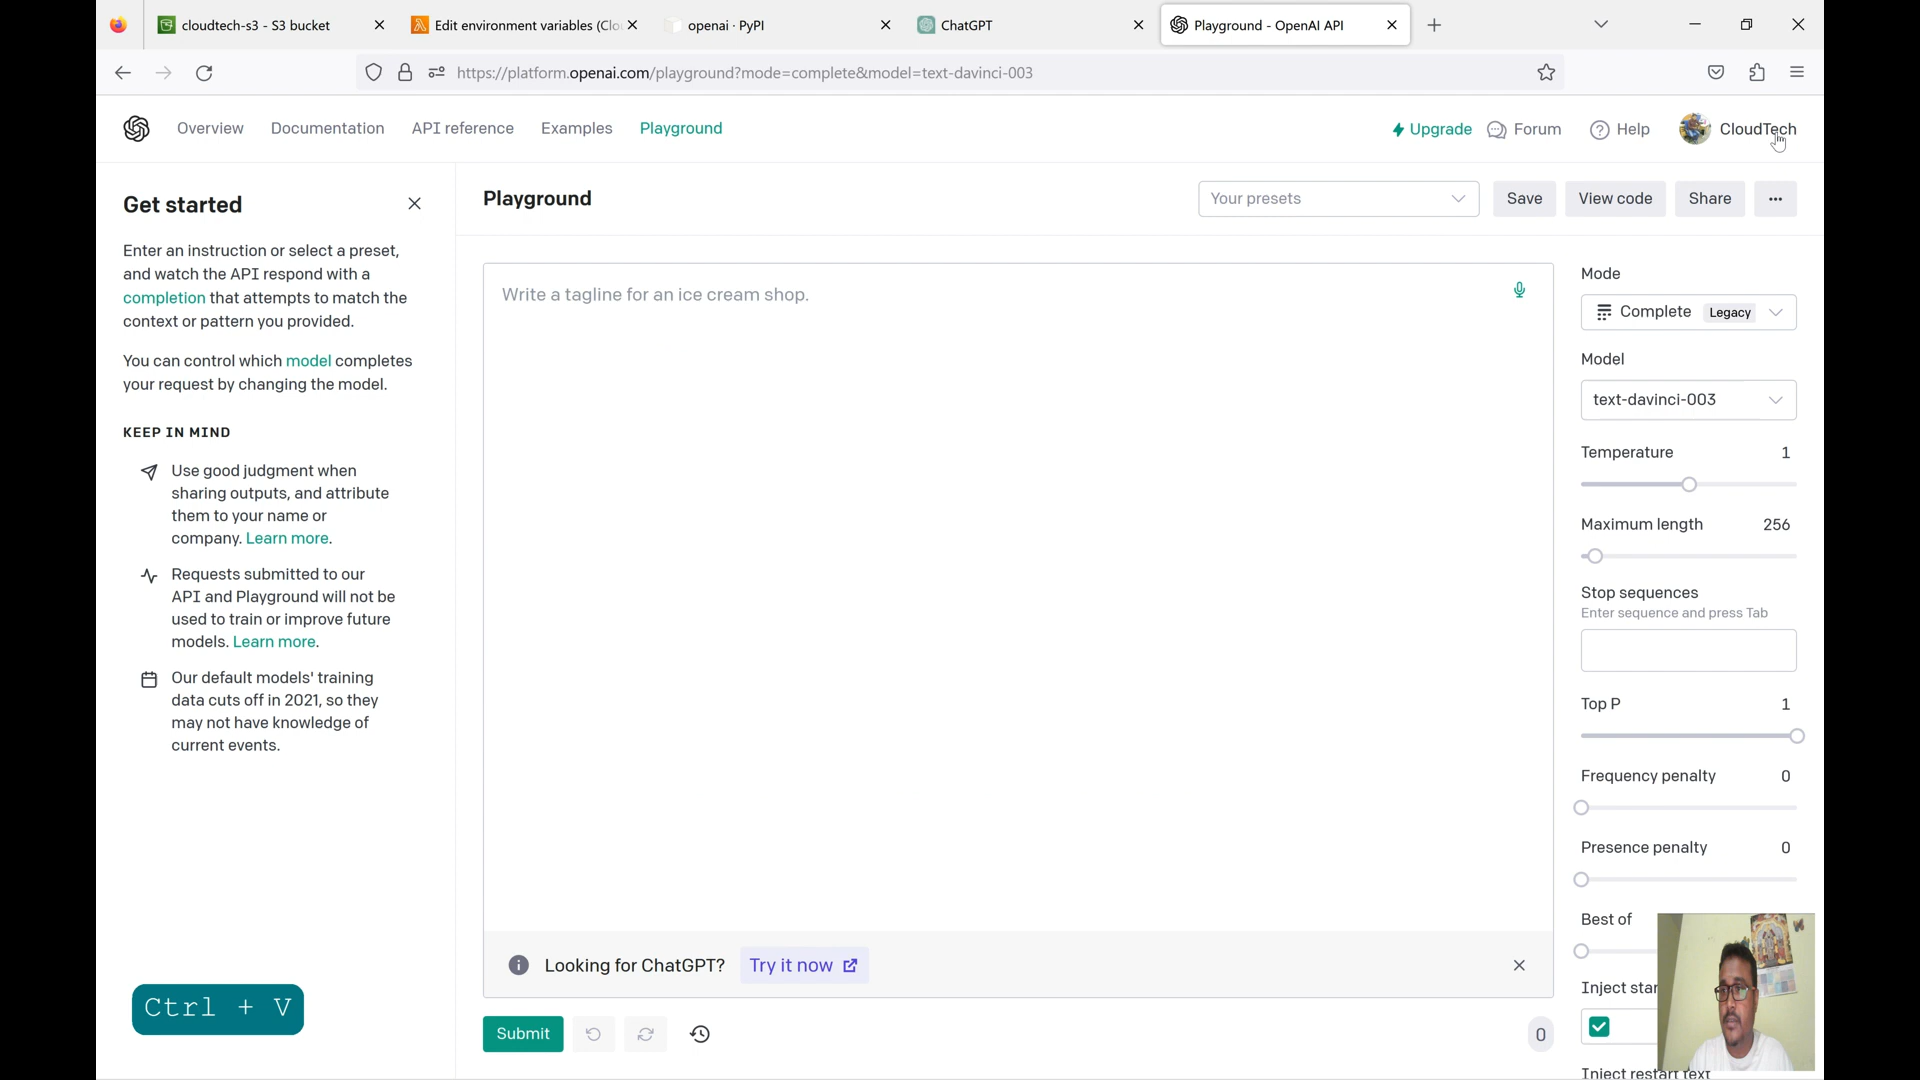 cloudtech-s3 - S3 bucket
Edit environment variables (Clou
openai · PyPI
ChatGPT
Playground - OpenAI API
https://platform.openai.com/playground?mode=complete&model=text-davinci-003
Overview
Documentation
API reference
Examples
Playground
Upgrade
Forum
Help
CloudTech
Get started
Enter an instruction or select a preset,
and watch the API respond with a
completion that attempts to match the
context or pattern you provided.
You can control which model completes
your request by changing the model.
KEEP IN MIND
Use good judgment when
sharing outputs, and attribute
them to your name or
company. Learn more.
Requests submitted to our
API and Playground will not be
used to train or improve future
models. Learn more.
Our default models' training
data cuts off in 2021, so they
may not have knowledge of
current events.
Ctrl + V
Playground
Your presets
Save
View code
Share
Write a tagline for an ice cream shop.
Looking for ChatGPT? Try it now
Submit
0
Mode
Complete Legacy
Model
text-davinci-003
Temperature 1
Maximum length 256
Stop sequences
Enter sequence and press Tab
Top P 1
Frequency penalty 0
Presence penalty 0
Best of
Inject star
Inject restart text